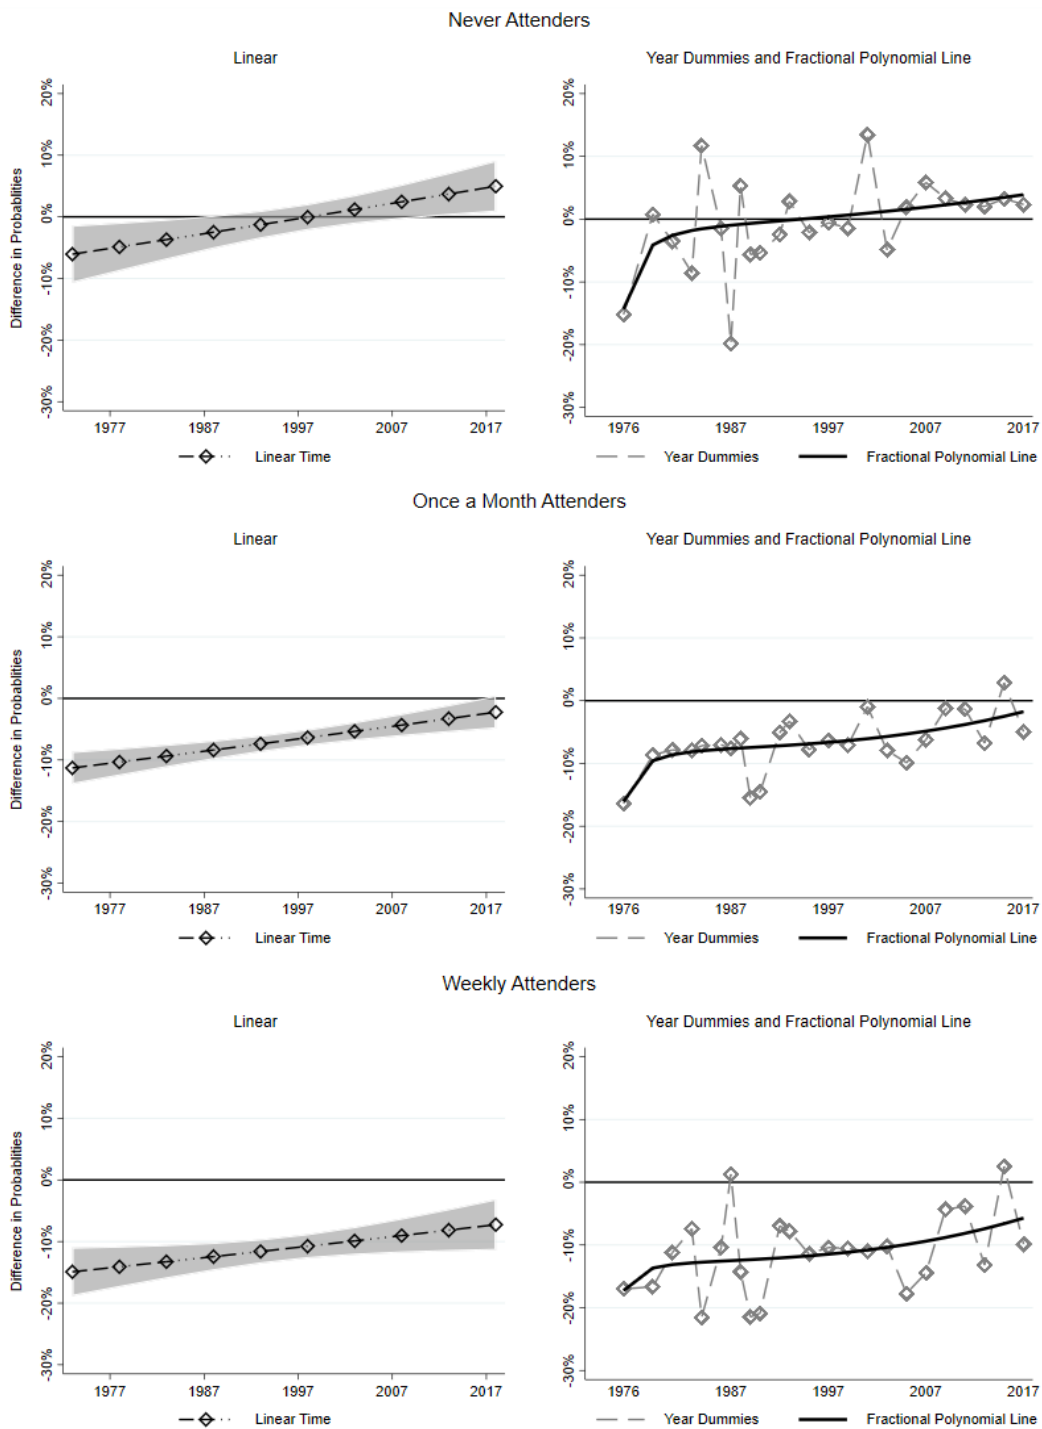 Never Attenders
Linear
Difference in Probablities
20%
10%
0%
-10%
-20%
-30%
1977 1987 1997 2007 2017
Linear Time
Year Dummies and Fractional Polynomial Line
20%
10%
0%
-10%
-20%
-30%
1976 1987 1997 2007 2017
Year Dummies Fractional Polynomial Line
Once a Month Attenders
Linear
Difference in Probablities
20%
10%
0%
-10%
-20%
-30%
1977 1987 1997 2007 2017
Linear Time
Year Dummies and Fractional Polynomial Line
20%
10%
0%
-10%
-20%
-30%
1976 1987 1997 2007 2017
Year Dummies Fractional Polynomial Line
Weekly Attenders
Linear
Difference in Probablities
20%
10%
0%
-10%
-20%
-30%
1977 1987 1997 2007 2017
Linear Time
Year Dummies and Fractional Polynomial Line
20%
10%
0%
-10%
-20%
-30%
1976 1987 1997 2007 2017
Year Dummies Fractional Polynomial Line